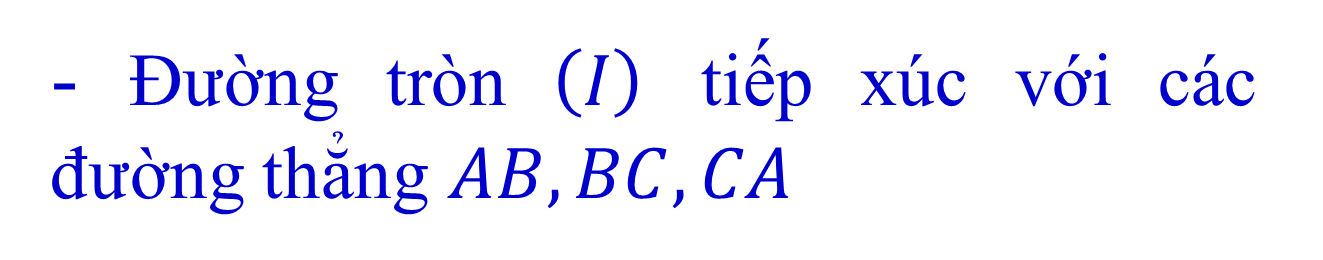 - Đường tròn (I) tiếp xúc với các
đường thẳng AB, BC, CA